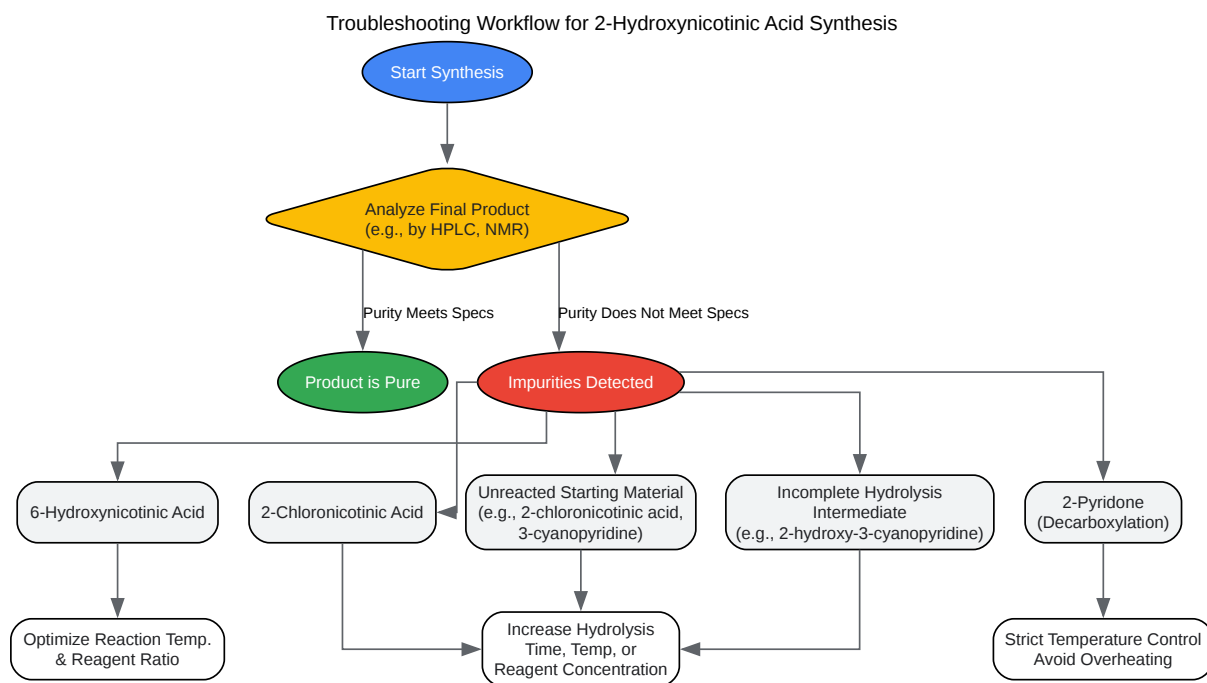 Troubleshooting Workflow for 2-Hydroxynicotinic Acid Synthesis
Start Synthesis
Analyze Final Product
(e.g., by HPLC, NMR)
Purity Meets Specs
Purity Does Not Meet Specs
Product is Pure
Impurities Detected
6-Hydroxynicotinic Acid
2-Chloronicotinic Acid
Unreacted Starting Material
(e.g., 2-chloronicotinic acid,
3-cyanopyridine)
Incomplete Hydrolysis
Intermediate
(e.g., 2-hydroxy-3-cyanopyridine)
2-Pyridone
(Decarboxylation)
Optimize Reaction Temp.
& Reagent Ratio
Increase Hydrolysis
Time, Temp, or
Reagent Concentration
Strict Temperature Control
Avoid Overheating